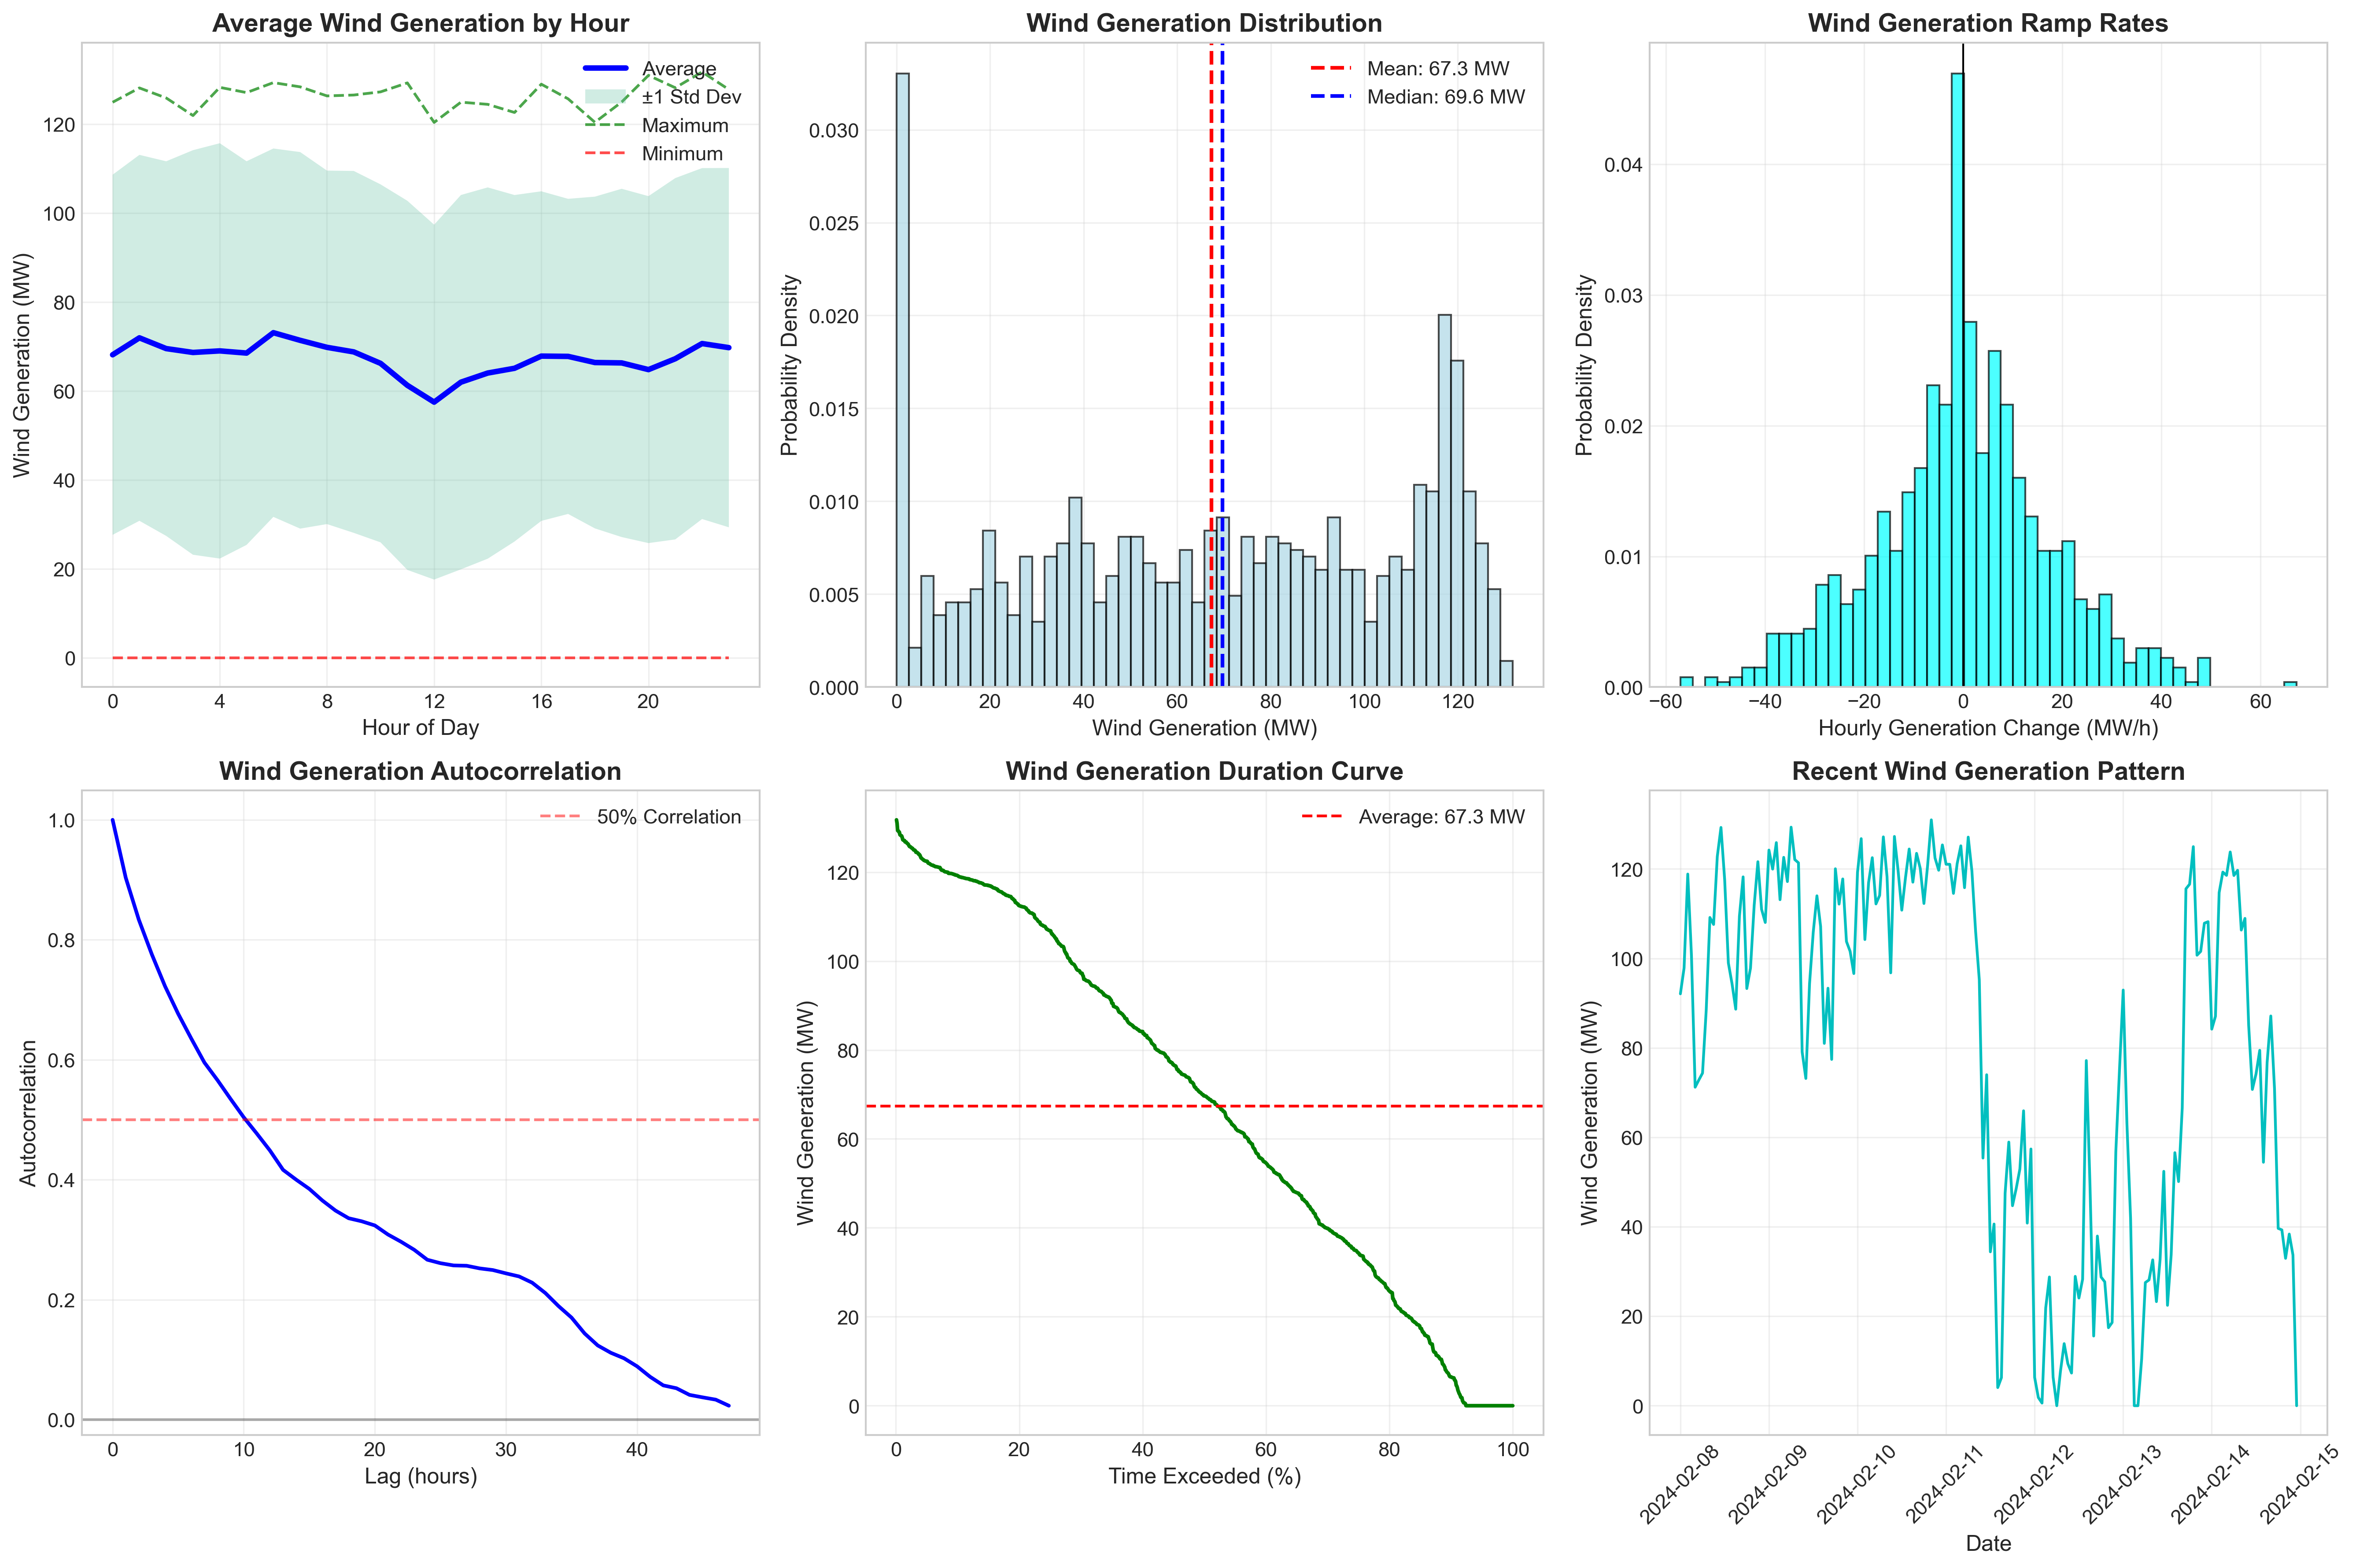 Average Wind Generation by Hour
Average
±1 Std Dev
Maximum
Minimum
Wind Generation (MW)
120
100
80
60
40
20
0
0 4 8 12 16 20
Hour of Day
Wind Generation Distribution
Mean: 67.3 MW
Median: 69.6 MW
Probability Density
0.030
0.025
0.020
0.015
0.010
0.005
0.000
0 20 40 60 80 100 120
Wind Generation (MW)
Wind Generation Ramp Rates
Probability Density
0.04
0.03
0.02
0.01
0.00
−60 −40 −20 0 20 40 60
Hourly Generation Change (MW/h)
Wind Generation Autocorrelation
50% Correlation
Autocorrelation
1.0
0.8
0.6
0.4
0.2
0.0
0 10 20 30 40
Lag (hours)
Wind Generation Duration Curve
Average: 67.3 MW
Wind Generation (MW)
120
100
80
60
40
20
0
0 20 40 60 80 100
Time Exceeded (%)
Recent Wind Generation Pattern
Wind Generation (MW)
120
100
80
60
40
20
0
2024-02-08 2024-02-09 2024-02-10 2024-02-11 2024-02-12 2024-02-13 2024-02-14 2024-02-15
Date